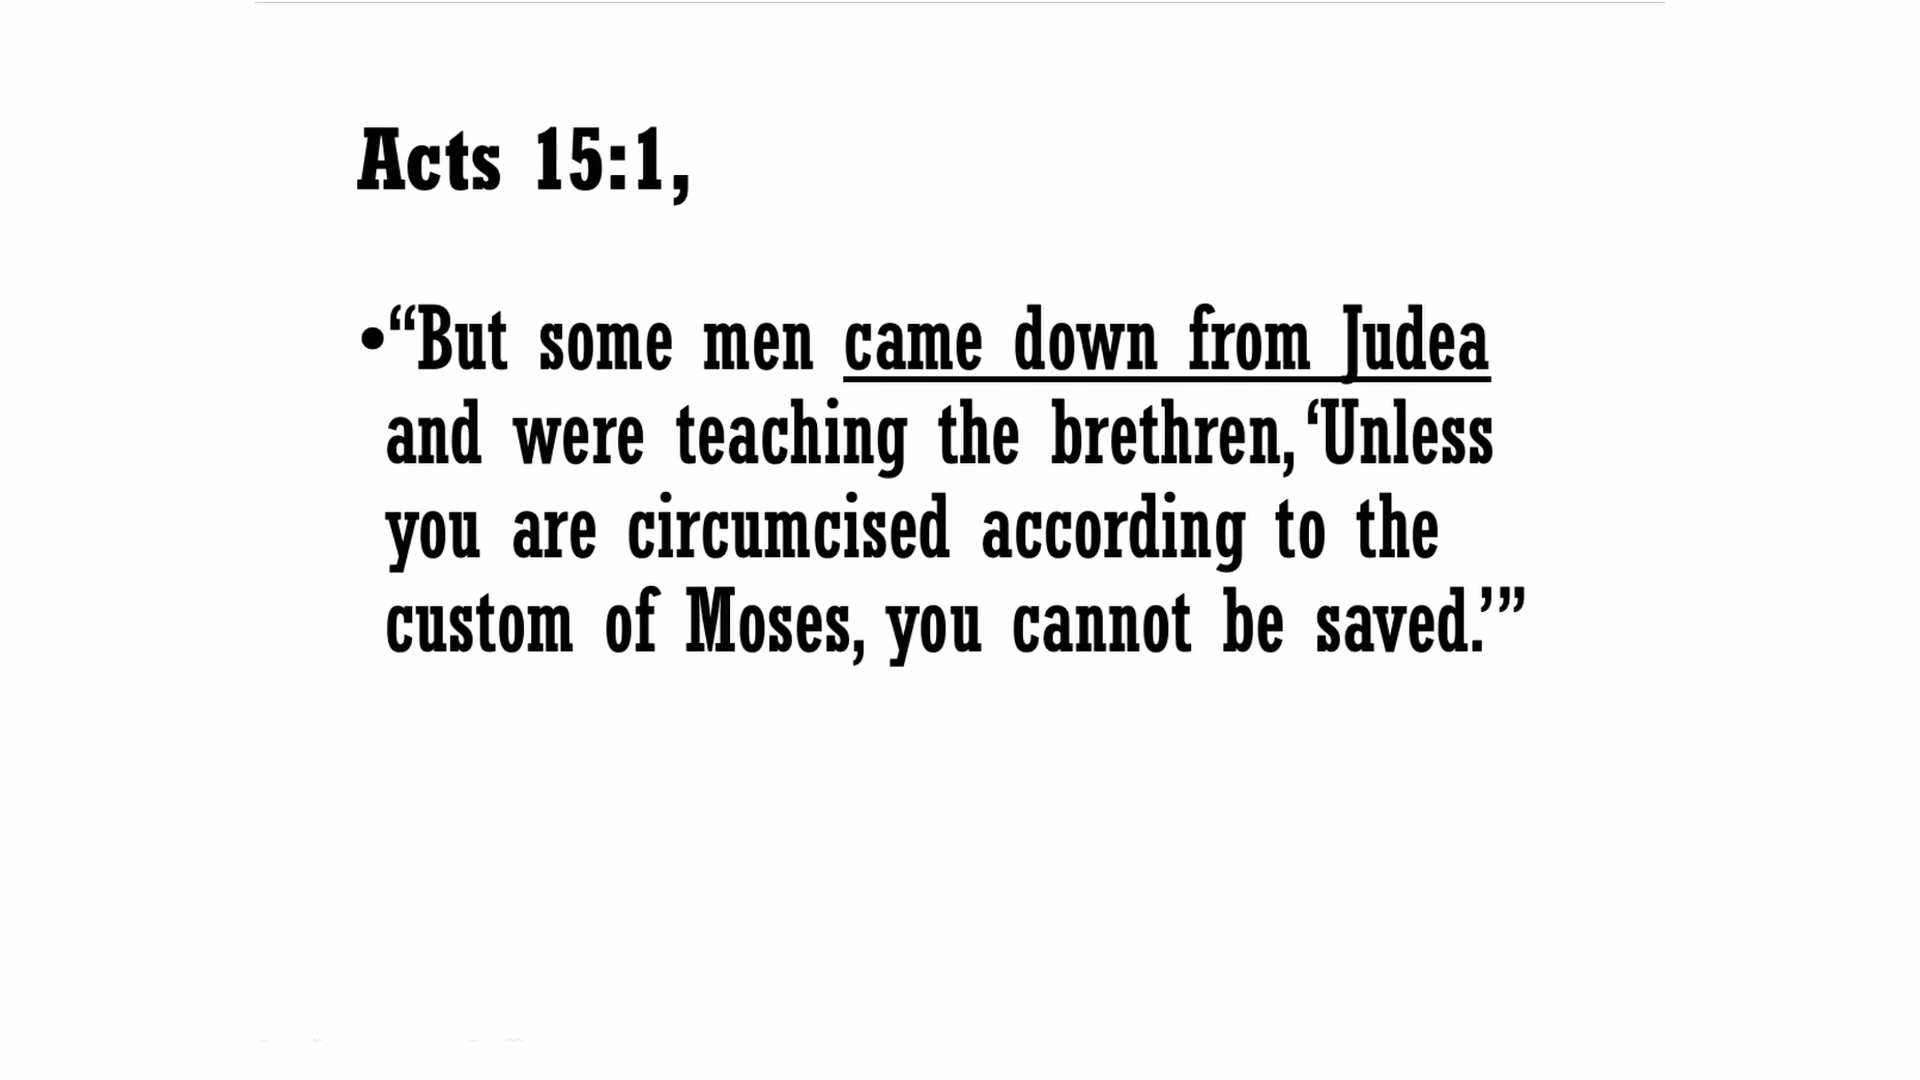 Acts 15:1,
•“But some men came down from Judea
and were teaching the brethren, ‘Unless
you are circumcised according to the
custom of Moses, you cannot be saved.’”